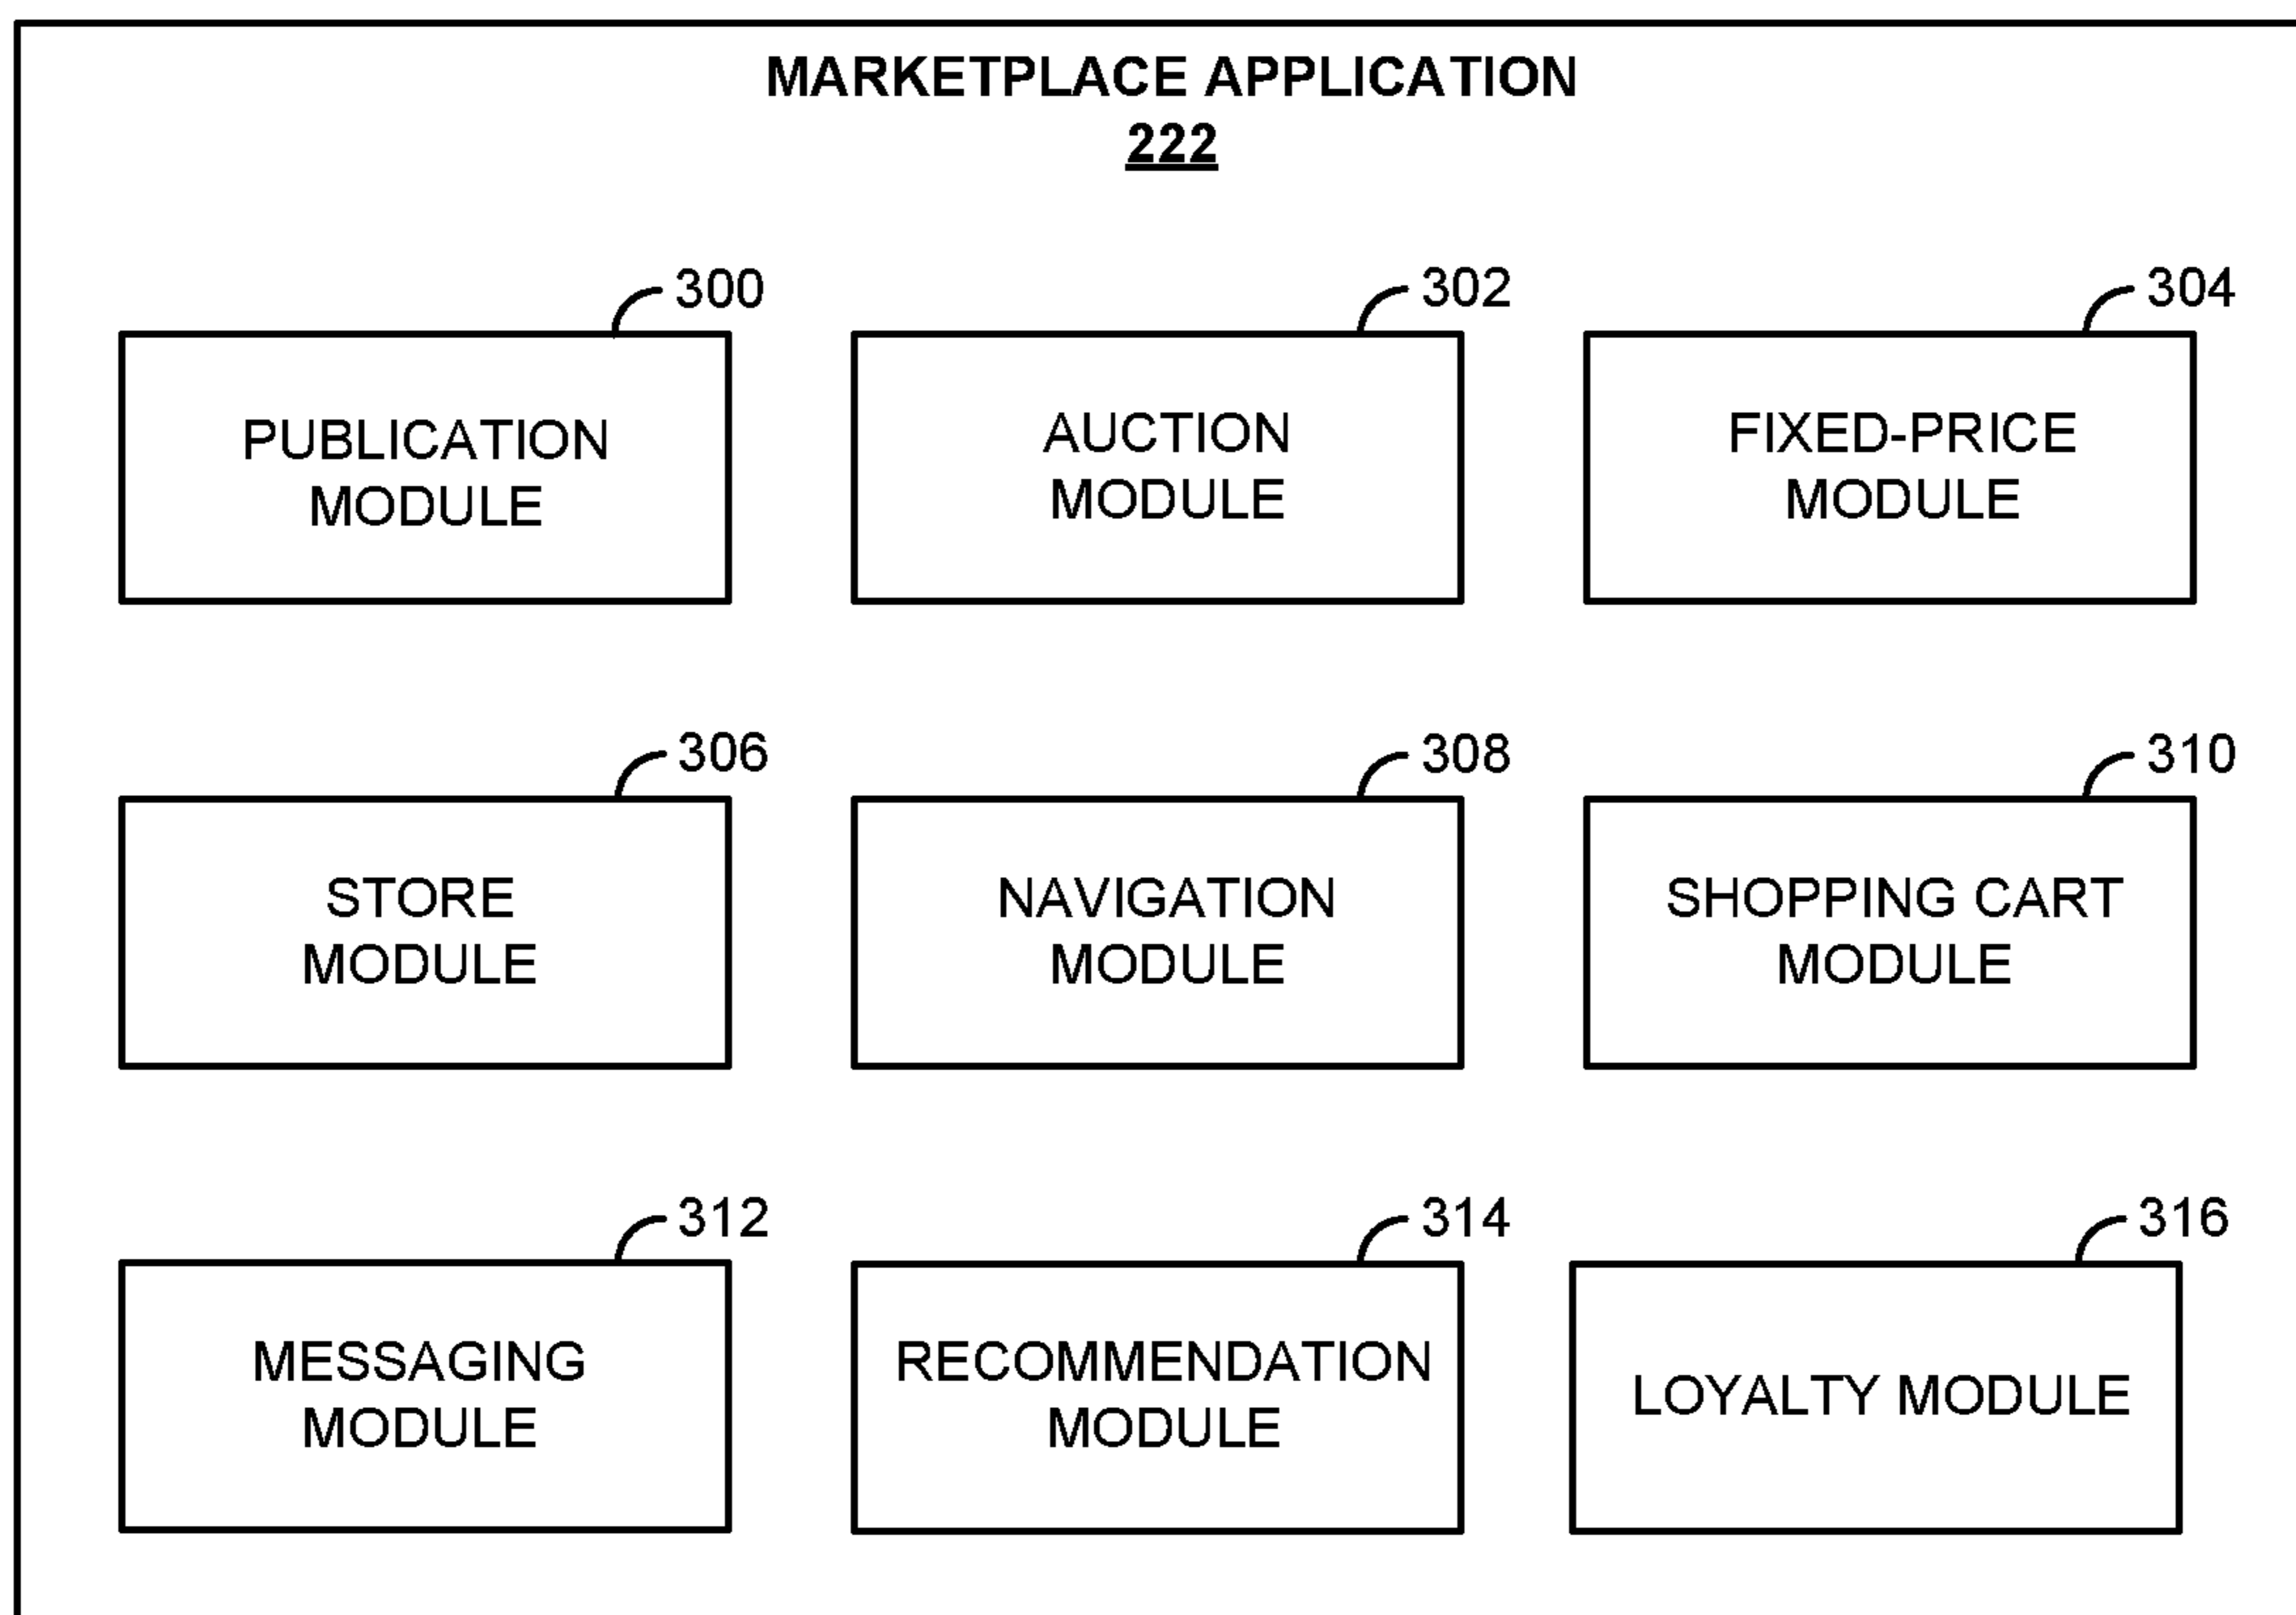 MARKETPLACE APPLICATION
222
300
302
304
PUBLICATION
MODULE
AUCTION
MODULE
FIXED-PRICE
MODULE
306
308
310
STORE
MODULE
NAVIGATION
MODULE
SHOPPING CART
MODULE
312
314
316
MESSAGING
MODULE
RECOMMENDATION
MODULE
LOYALTY MODULE